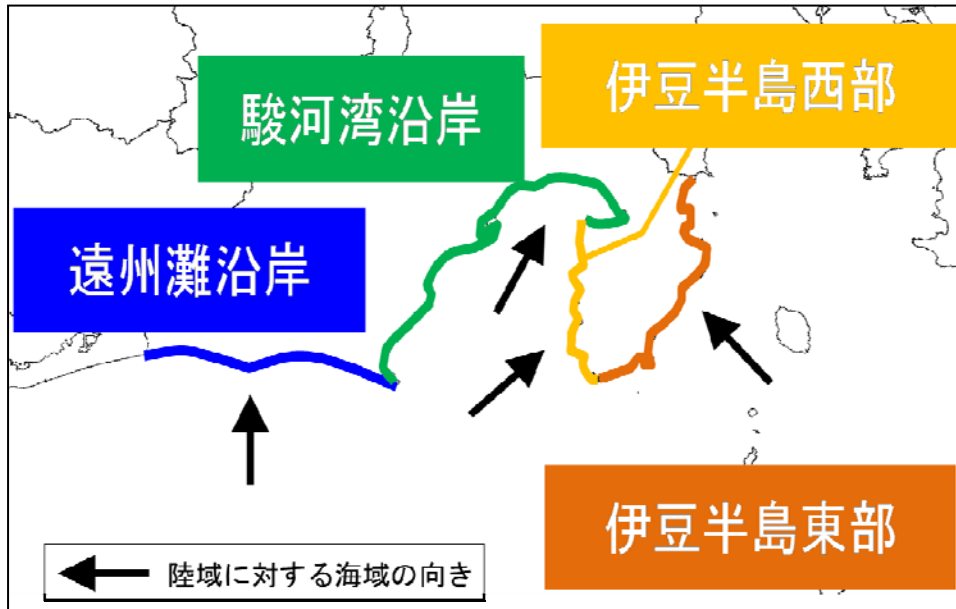 伊豆半島西部
駿河湾沿岸
遠州灘沿岸
伊豆半島東部
陸域に対する海域の向き